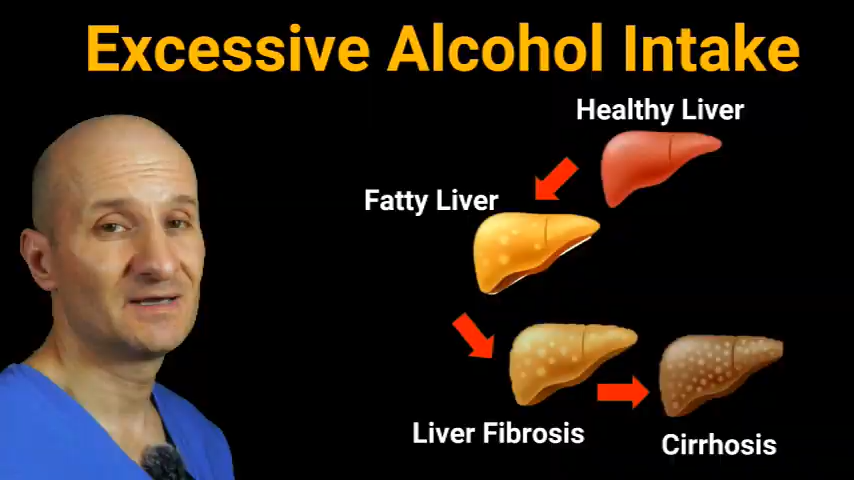 Excessive Alcohol Intake
Healthy Liver
Fatty Liver
Liver Fibrosis
Cirrhosis